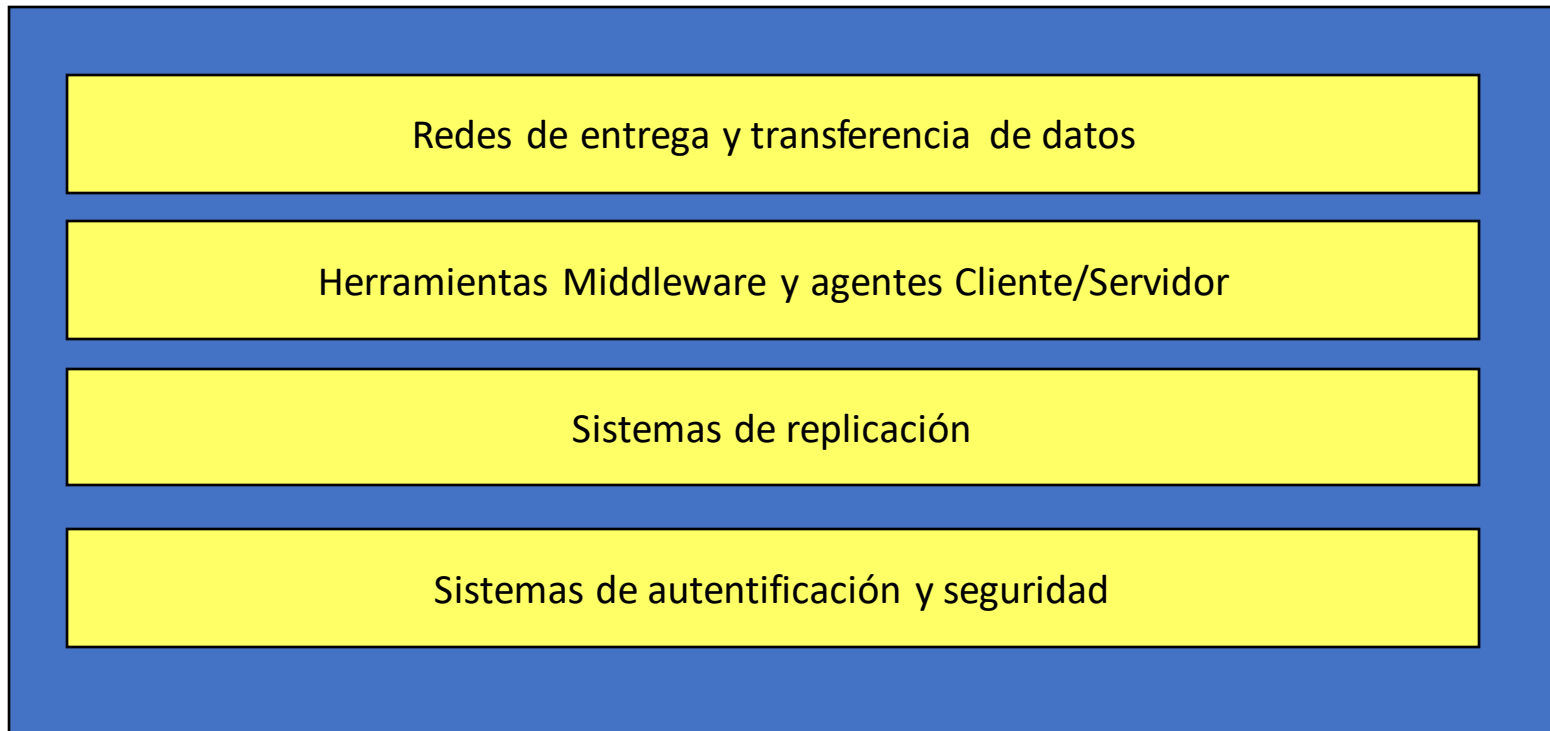 Redes de entrega y transferencia de datos
Herramientas Middleware y agentes Cliente/Servidor
Sistemas de replicación
Sistemas de autentificación y seguridad